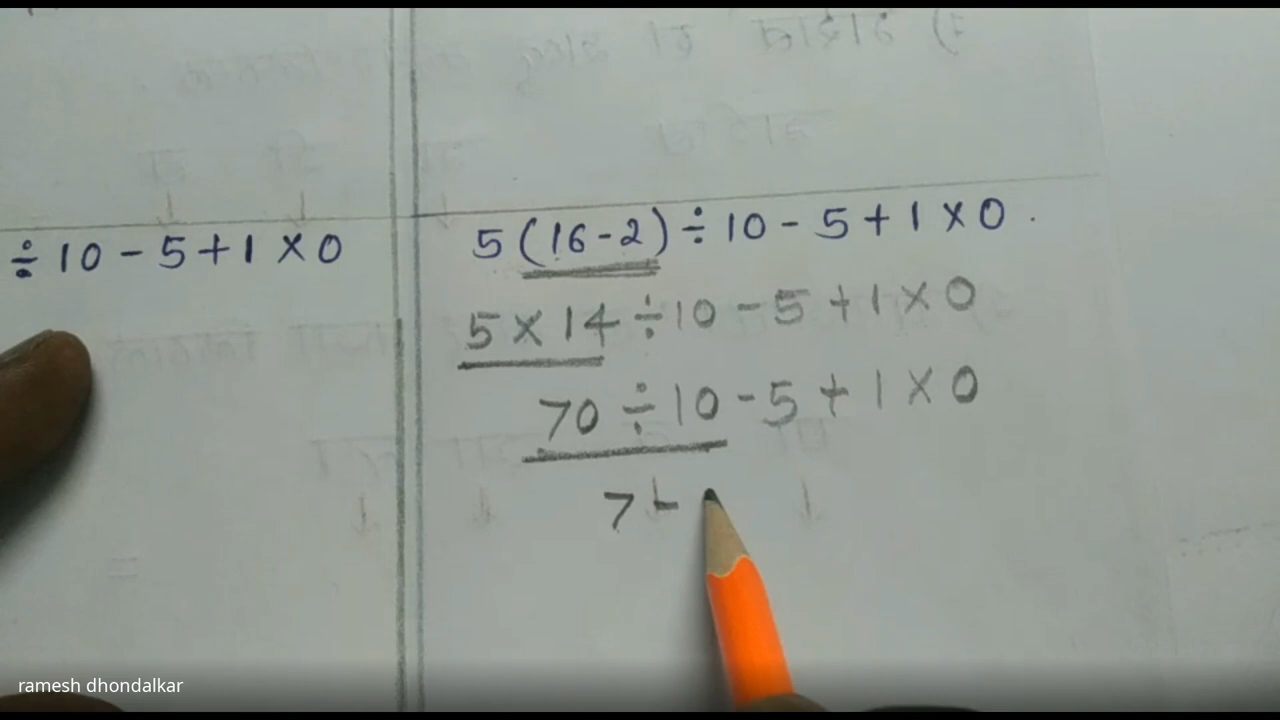 ÷ 10 - 5 + 1 × 0
5 (16 - 2) ÷ 10 - 5 + 1 × 0 .
5 × 14 ÷ 10 - 5 + 1 × 0
70 ÷ 10 - 5 + 1 × 0
7 -
ramesh dhondalkar